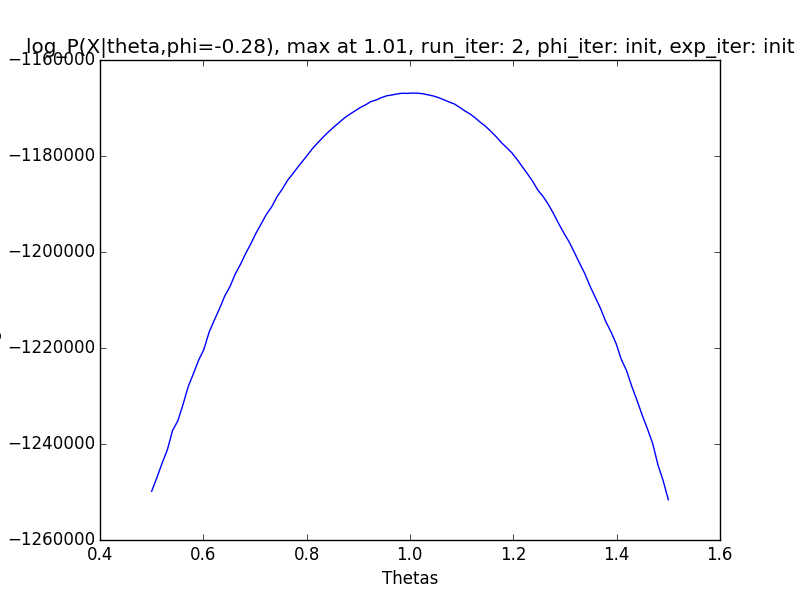 log_P(X|theta,phi=-0.28), max at 1.01, run_iter: 2, phi_iter: init, exp_iter: init
−1160000
−1180000
−1200000
−1220000
−1240000
−1260000
0.4 0.6 0.8 1.0 1.2 1.4 1.6
Thetas